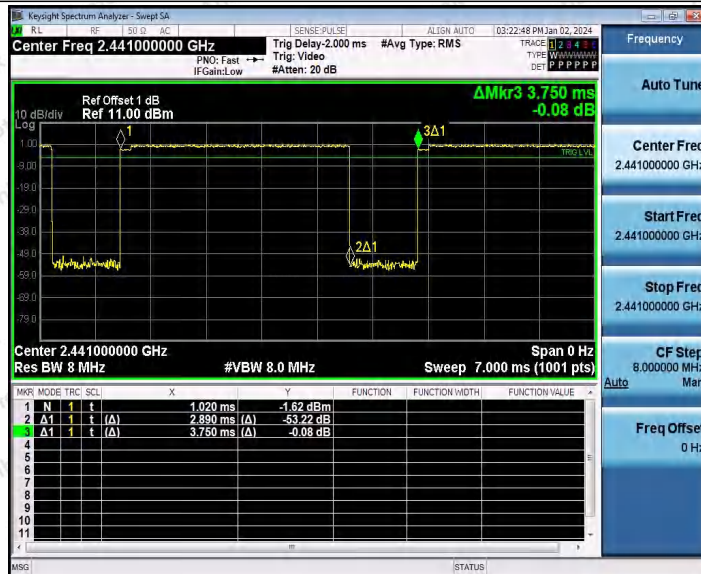 Keysight Spectrum Analyzer - Swept SA
RL RF 50 Ω AC SENSE:PULSE ALIGN AUTO 03:22:48 PM Jan 02, 2024
Center Freq 2.441000000 GHz
PNO: Fast
IFGain:Low
Trig Delay-2.000 ms
Trig: Video
#Atten: 20 dB
#Avg Type: RMS
TRACE 1 2 3 4 5 6
TYPE WWWWWW
DET P P P P P P
ΔMkr3 3.750 ms
-0.08 dB
Ref Offset 1 dB
10 dB/div Ref 11.00 dBm
Log
1
3Δ1
1.00
TRIG LVL
-9.00
-19.0
-29.0
-39.0
-49.0
2Δ1
-59.0
-69.0
-79.0
Center 2.441000000 GHz Span 0 Hz
Res BW 8 MHz #VBW 8.0 MHz Sweep 7.000 ms (1001 pts)
MKR MODE TRC SCL X Y FUNCTION FUNCTION WIDTH FUNCTION VALUE
1 N 1 t 1.020 ms -1.62 dBm
2 Δ1 1 t (Δ) 2.890 ms (Δ) -53.22 dB
3 Δ1 1 t (Δ) 3.750 ms (Δ) -0.08 dB
4
5
6
7
8
9
10
11
MSG STATUS
Frequency
Auto Tune
Center Freq
2.441000000 GHz
Start Freq
2.441000000 GHz
Stop Freq
2.441000000 GHz
CF Step
8.000000 MHz
Auto Man
Freq Offset
0 Hz